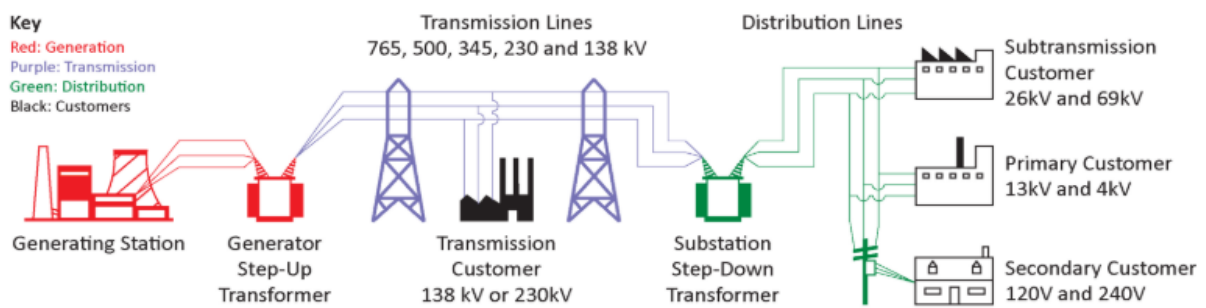 Key
Red: Generation
Purple: Transmission
Green: Distribution
Black: Customers
Transmission Lines
765, 500, 345, 230 and 138 kV
Distribution Lines
Subtransmission
Customer
26kV and 69kV
Primary Customer
13kV and 4kV
Generating Station
Generator
Step-Up
Transformer
Transmission
Customer
138 kV or 230kV
Substation
Step-Down
Transformer
Secondary Customer
120V and 240V